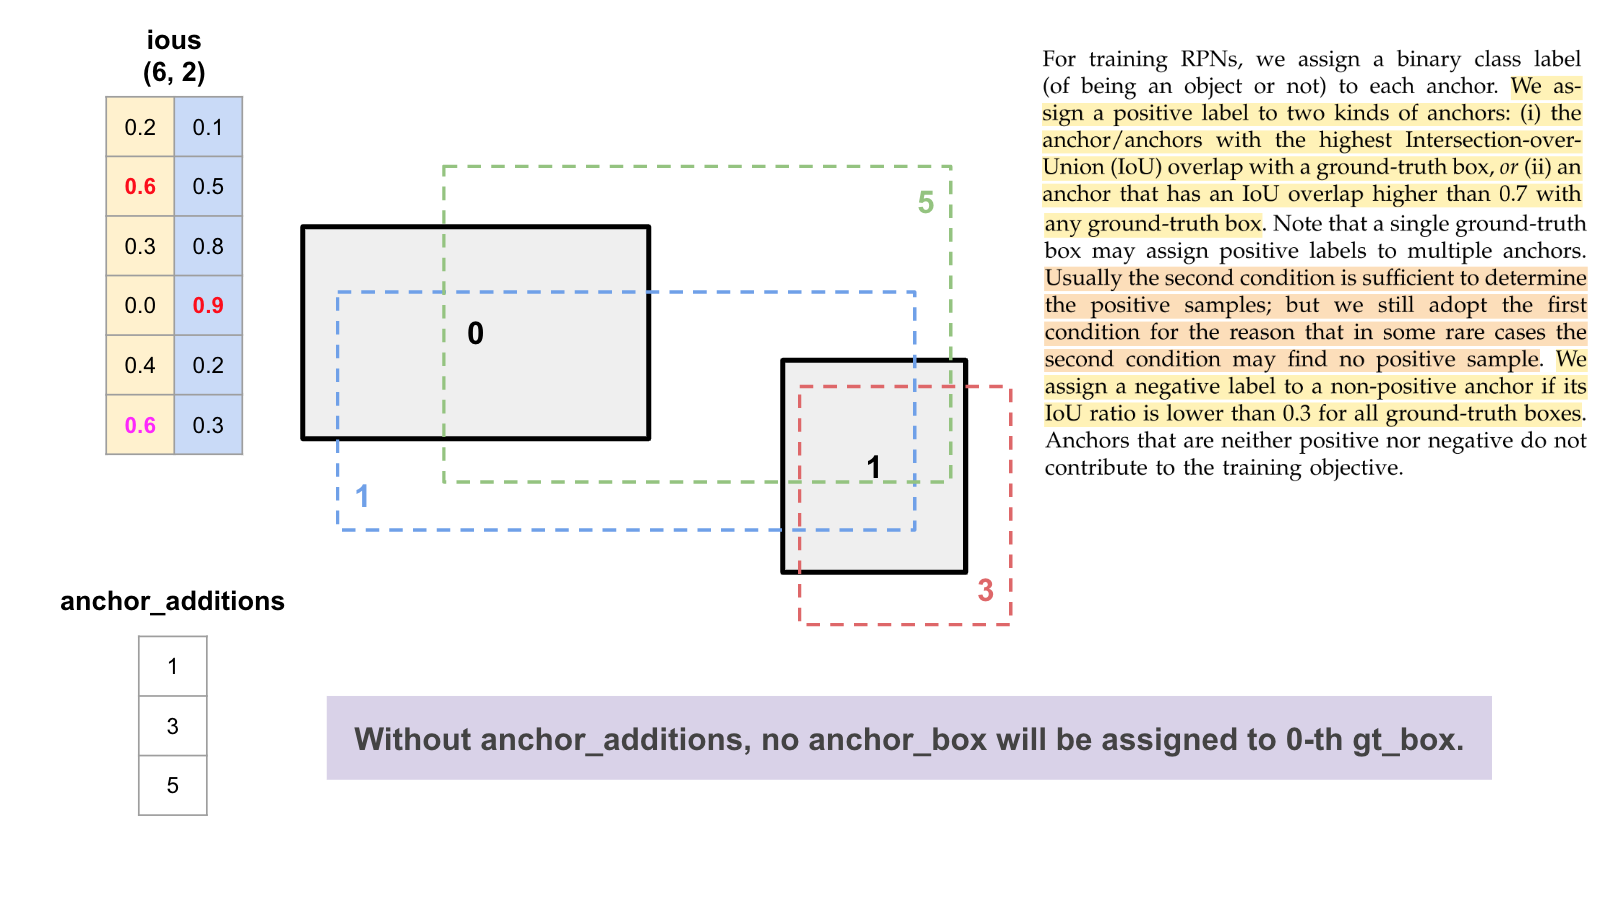 ious
(6, 2)
0.2 0.1
0.6 0.5
0.3 0.8
0.0 0.9
0.4 0.2
0.6 0.3
5
0
1
1
3
For training RPNs, we assign a binary class label
(of being an object or not) to each anchor. We as-
sign a positive label to two kinds of anchors: (i) the
anchor/anchors with the highest Intersection-over-
Union (IoU) overlap with a ground-truth box, or (ii) an
anchor that has an IoU overlap higher than 0.7 with
any ground-truth box. Note that a single ground-truth
box may assign positive labels to multiple anchors.
Usually the second condition is sufficient to determine
the positive samples; but we still adopt the first
condition for the reason that in some rare cases the
second condition may find no positive sample. We
assign a negative label to a non-positive anchor if its
IoU ratio is lower than 0.3 for all ground-truth boxes.
Anchors that are neither positive nor negative do not
contribute to the training objective.
anchor_additions
1
3
5
Without anchor_additions, no anchor_box will be assigned to 0-th gt_box.